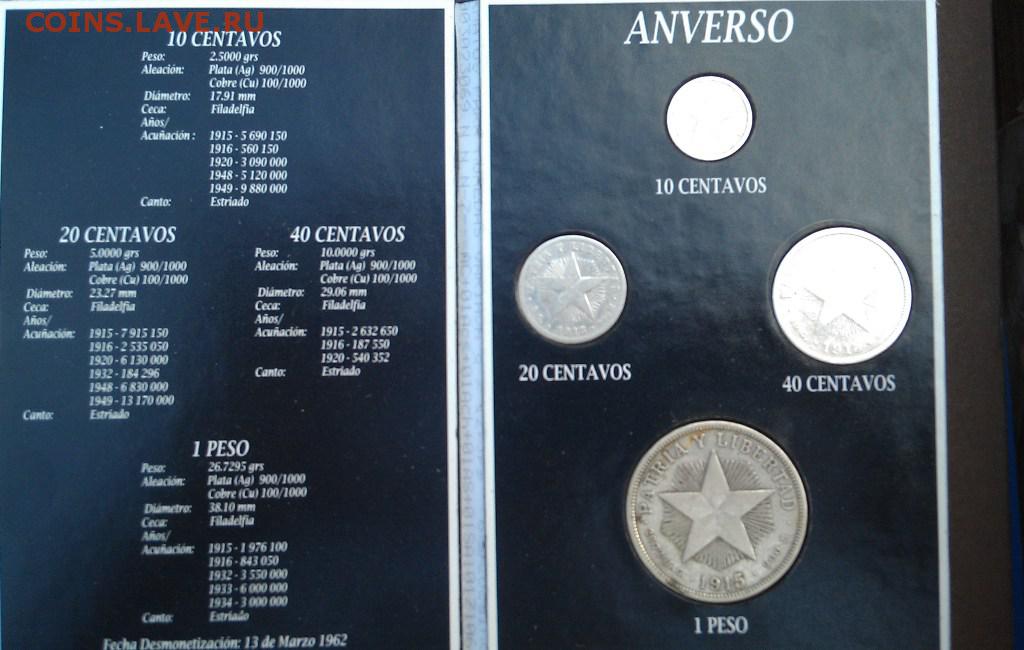 COINS.LAVE.RU
10 CENTAVOS
Peso: 2.5000 grs
Aleación: Plata (Ag) 900/1000
Cobre (Cu) 100/1000
Diámetro: 17.91 mm
Ceca: Filadelfia
Años/
Acuñación: 1915 - 5 690 150
1916 - 560 150
1920 - 3 090 000
1948 - 5 120 000
1949 - 9 880 000
Canto: Estriado
20 CENTAVOS
Peso: 5.0000 grs
Aleación: Plata (Ag) 900/1000
Cobre (Cu) 100/1000
Diámetro: 23.27 mm
Ceca: Filadelfia
Años/
Acuñación: 1915 - 7 915 150
1916 - 2 535 050
1920 - 6 130 000
1932 - 184 296
1948 - 6 830 000
1949 - 13 170 000
Canto: Estriado
40 CENTAVOS
Peso: 10.0000 grs
Aleación: Plata (Ag) 900/1000
Cobre (Cu) 100/1000
Diámetro: 29.06 mm
Ceca: Filadelfia
Años/
Acuñación: 1915 - 2 632 650
1916 - 187 550
1920 - 540 352
Canto: Estriado
1 PESO
Peso: 26.7295 grs
Aleación: Plata (Ag) 900/1000
Cobre (Cu) 100/1000
Diámetro: 38.10 mm
Ceca: Filadelfia
Años/
Acuñación: 1915 - 1 976 100
1916 - 843 050
1932 - 3 550 000
1933 - 6 000 000
1934 - 3 000 000
Canto: Estriado
Fecha Desmonetización: 13 de Marzo 1962
ANVERSO
10 CENTAVOS
20 CENTAVOS
40 CENTAVOS
PATRIA Y LIBERTAD
1915
1 PESO